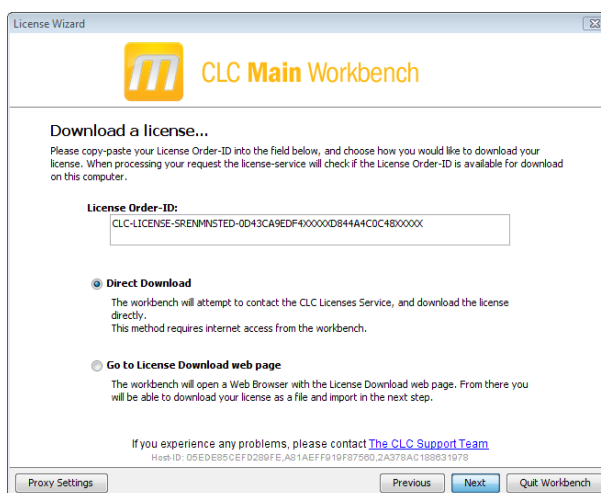 License Wizard
m
CLC Main Workbench
Download a license...
Please copy-paste your License Order-ID into the field below, and choose how you would like to download your
license. When processing your request the license-service will check if the License Order-ID is available for download
on this computer.
License Order-ID:
CLC-LICENSE-SRENMNSTED-0D43CA9EDF4XXXXXD844A4C0C48XXXXX
Direct Download
The workbench will attempt to contact the CLC Licenses Service, and download the license
directly.
This method requires internet access from the workbench.
Go to License Download web page
The workbench will open a Web Browser with the License Download web page. From there you
will be able to download your license as a file and import in the next step.
If you experience any problems, please contact The CLC Support Team
Host-ID: 05EDE85CEFD289FE,A81AEFF919F87560,2A378AC188631978
Proxy Settings
Previous
Next
Quit Workbench